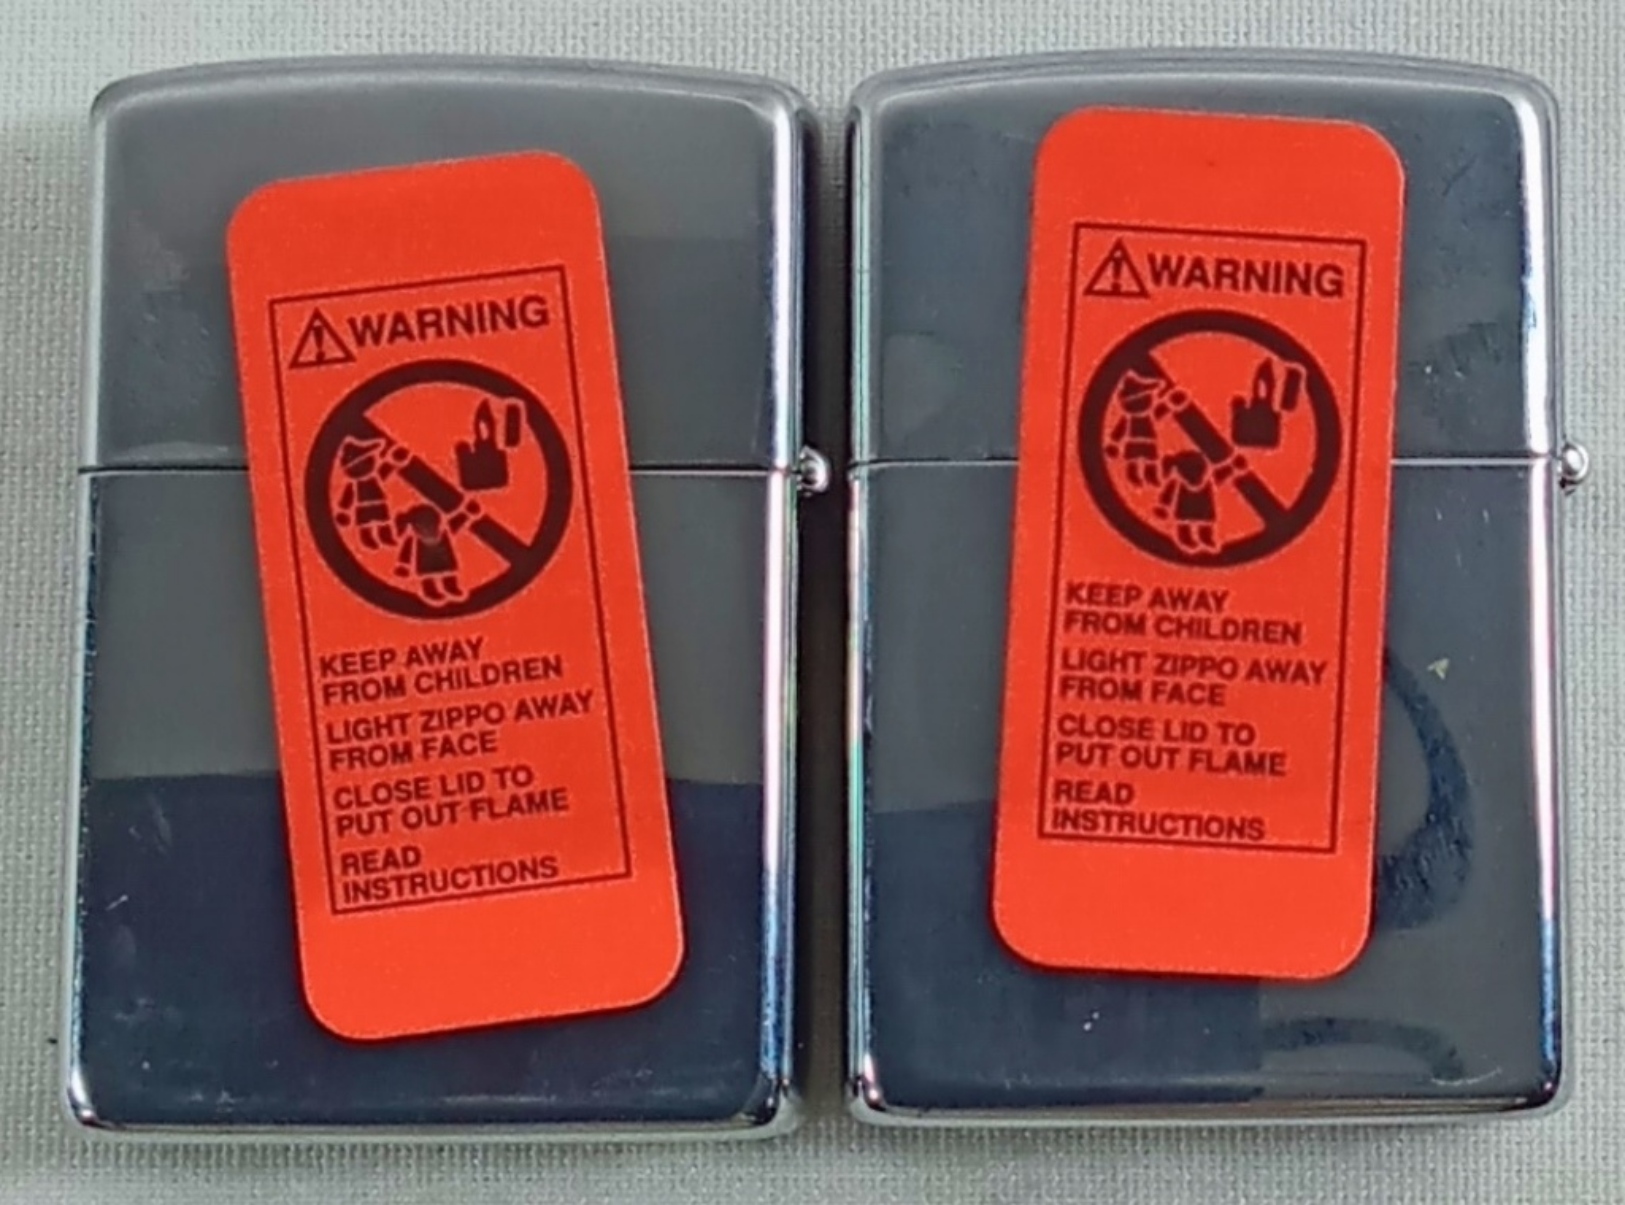 WARNING
KEEP AWAY
FROM CHILDREN
LIGHT ZIPPO AWAY
FROM FACE
CLOSE LID TO
PUT OUT FLAME
READ
INSTRUCTIONS
WARNING
KEEP AWAY
FROM CHILDREN
LIGHT ZIPPO AWAY
FROM FACE
CLOSE LID TO
PUT OUT FLAME
READ
INSTRUCTIONS